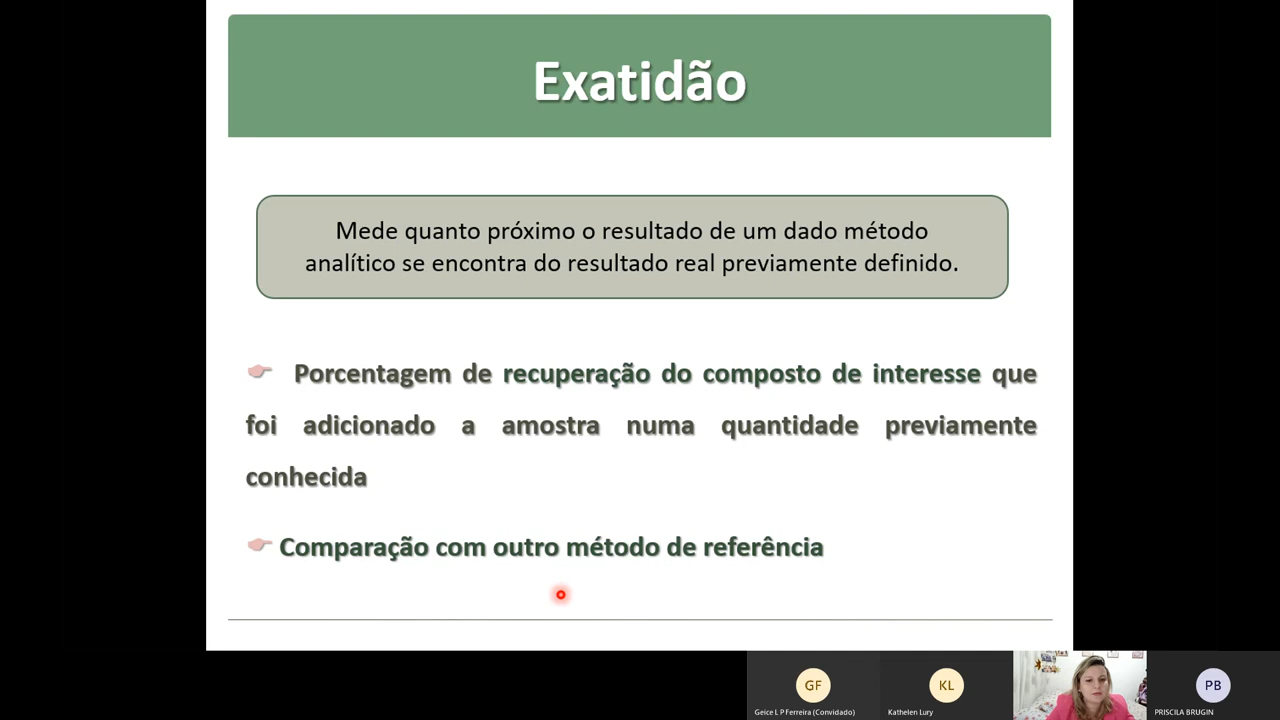 Exatidão
Mede quanto próximo o resultado de um dado método
analítico se encontra do resultado real previamente definido.
Porcentagem de recuperação do composto de interesse que
foi adicionado a amostra numa quantidade previamente
conhecida
Comparação com outro método de referência
GF
KL
PB
Geice L P Ferreira (Convidado)
Kathelen Lury
PRISCILA BRUGIN